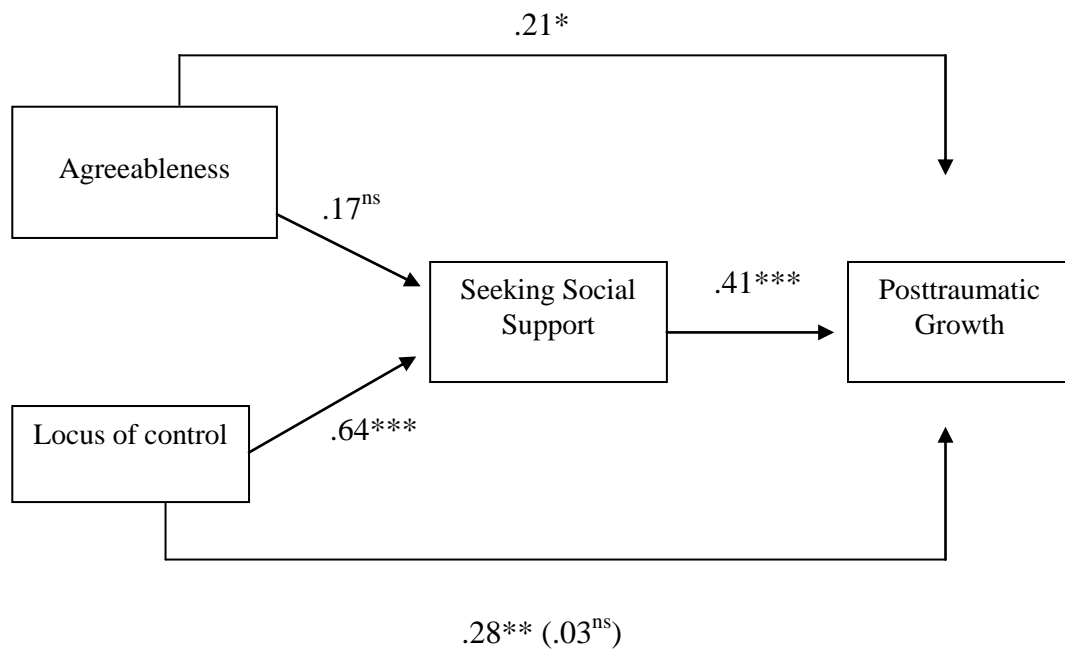 .21*
Agreeableness
.17ns
Seeking Social
Support
.41***
Posttraumatic
Growth
Locus of control
.64***
.28** (.03ns)